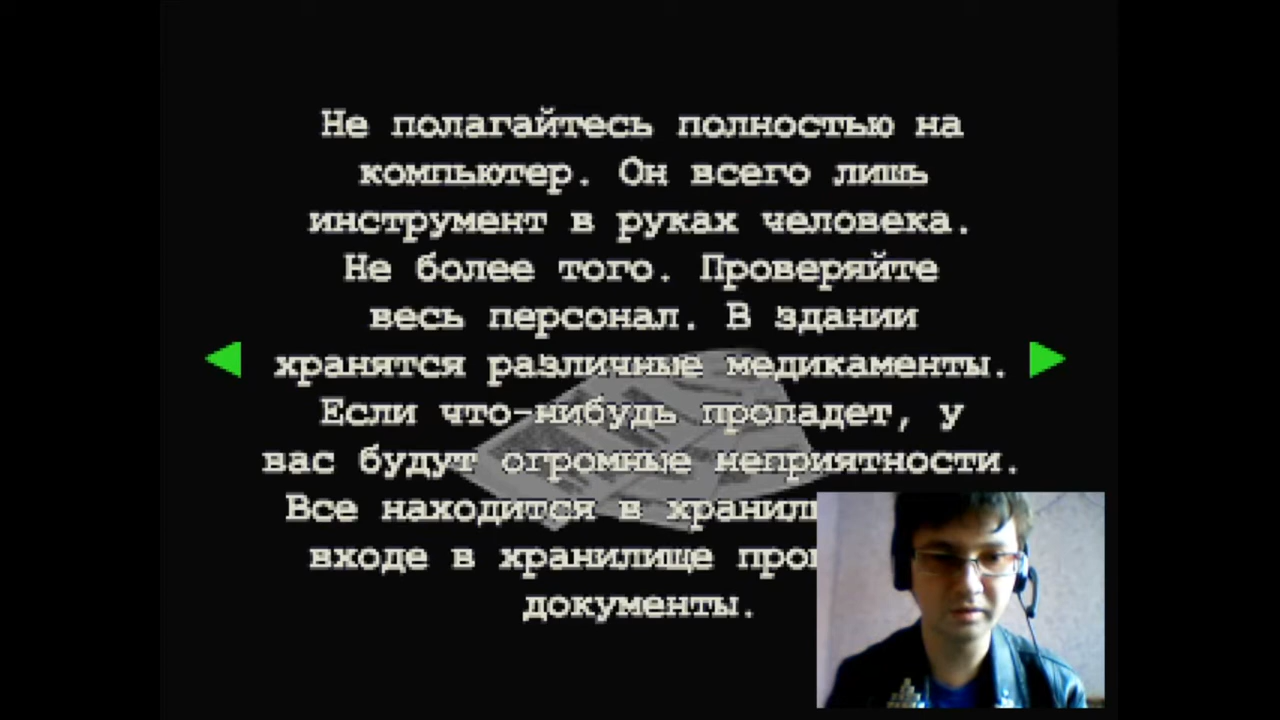 Не полагайтесь полностью на
компьютер. Он всего лишь
инструмент в руках человека.
Не более того. Проверяйте
весь персонал. В здании
хранятся различные медикаменты.
Если что-нибудь пропадет, у
вас будут огромные неприятности.
Все находится в
входе в хранилище
документы.